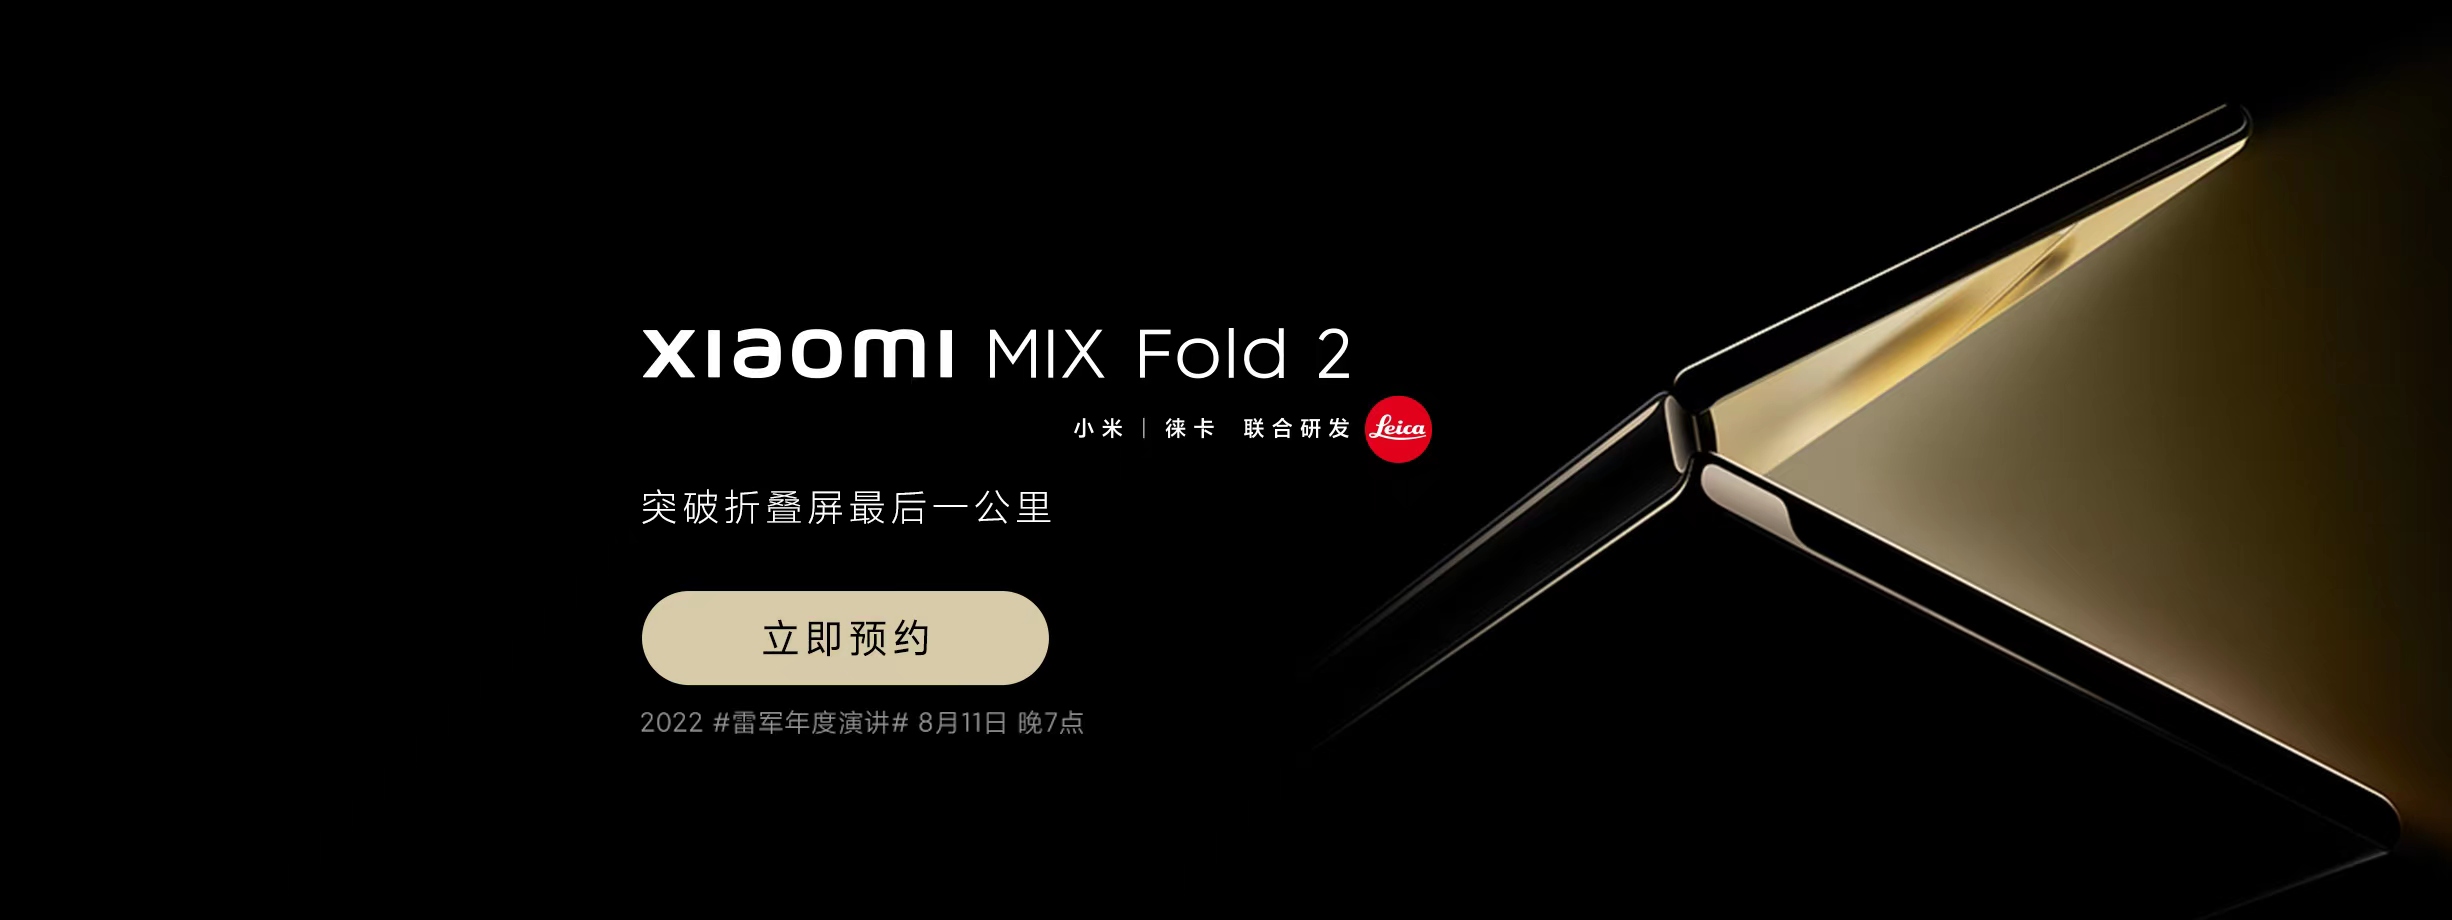 xiaomi MIX Fold 2
小米 | 徕卡 联合研发 Leica
突破折叠屏最后一公里
立即预约
2022 #雷军年度演讲# 8月11日 晚7点